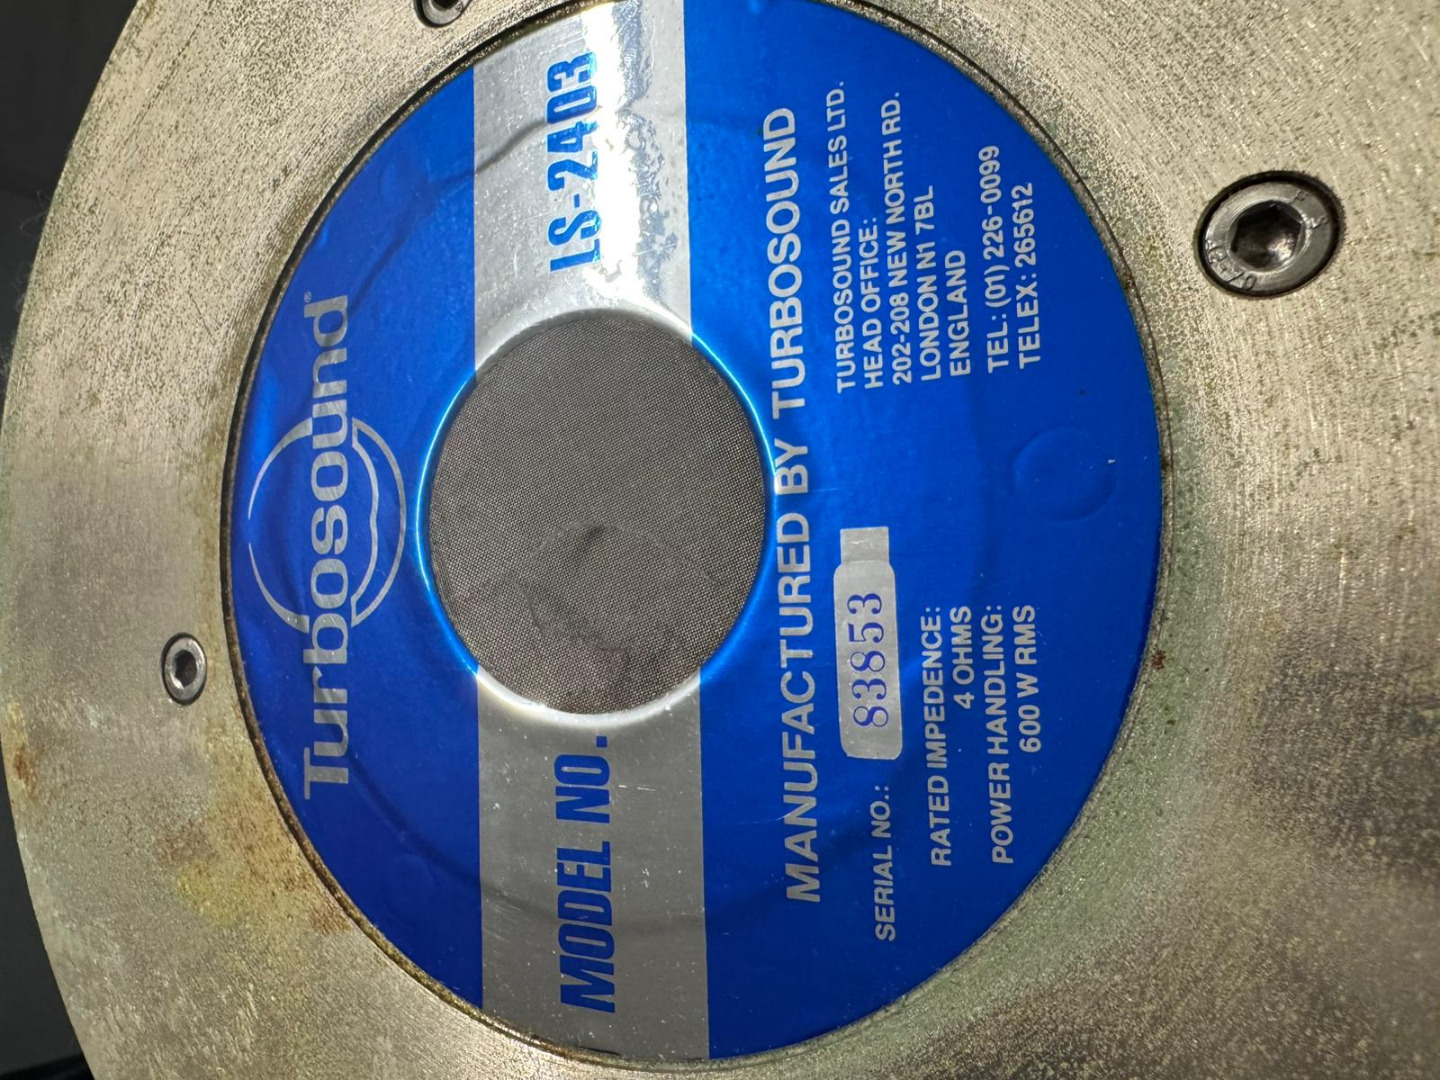 Turbosound®
MODEL NO. LS-2403
MANUFACTURED BY TURBOSOUND
SERIAL NO.: 83853
RATED IMPEDENCE:
4 OHMS
POWER HANDLING:
600 W RMS
TURBOSOUND SALES LTD.
HEAD OFFICE:
202-208 NEW NORTH RD.
LONDON N1 7BL
ENGLAND
TEL: (01) 226-0099
TELEX: 265612